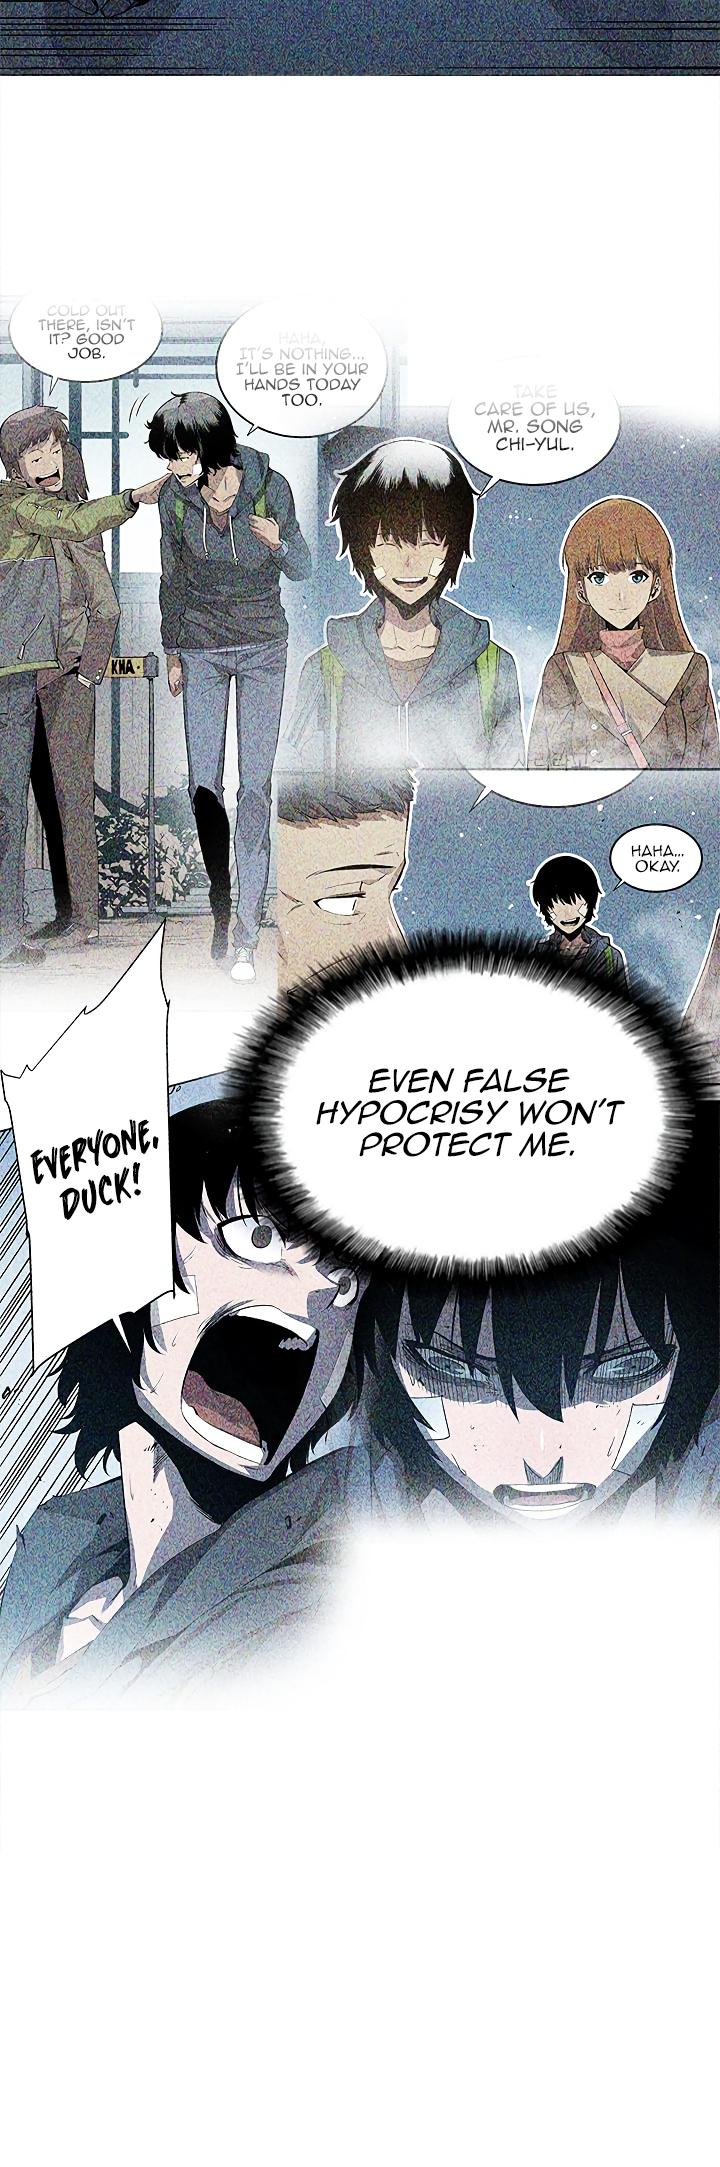 COLD OUT
THERE, ISN'T
IT? GOOD
JOB.
HAHA,
IT'S NOTHING...
I'LL BE IN YOUR
HANDS TODAY
TOO.
TAKE
CARE OF US,
MR. SONG
CHI-YUL.
KHA
HAHA...
OKAY.
EVEN FALSE
HYPOCRISY WON'T
PROTECT ME.
EVERYONE,
DUCK!